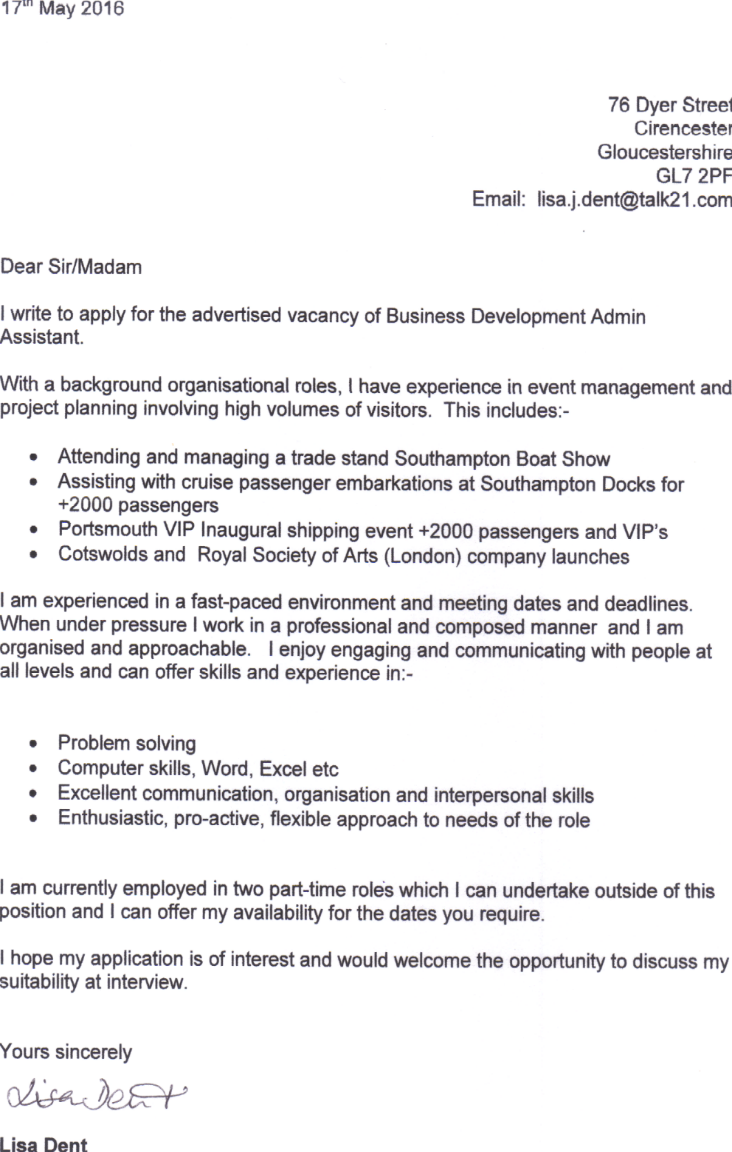 17th May 2016
76 Dyer Street
Cirencester
Gloucestershire
GL7 2PF
Email: lisa.j.dent@talk21.com
Dear Sir/Madam
I write to apply for the advertised vacancy of Business Development Admin
Assistant.
With a background organisational roles, I have experience in event management and
project planning involving high volumes of visitors. This includes:-
• Attending and managing a trade stand Southampton Boat Show
• Assisting with cruise passenger embarkations at Southampton Docks for
+2000 passengers
• Portsmouth VIP Inaugural shipping event +2000 passengers and VIP's
• Cotswolds and Royal Society of Arts (London) company launches
I am experienced in a fast-paced environment and meeting dates and deadlines.
When under pressure I work in a professional and composed manner and I am
organised and approachable. I enjoy engaging and communicating with people at
all levels and can offer skills and experience in:-
• Problem solving
• Computer skills, Word, Excel etc
• Excellent communication, organisation and interpersonal skills
• Enthusiastic, pro-active, flexible approach to needs of the role
I am currently employed in two part-time roles which I can undertake outside of this
position and I can offer my availability for the dates you require.
I hope my application is of interest and would welcome the opportunity to discuss my
suitability at interview.
Yours sincerely
Lisa Dent
Lisa Dent